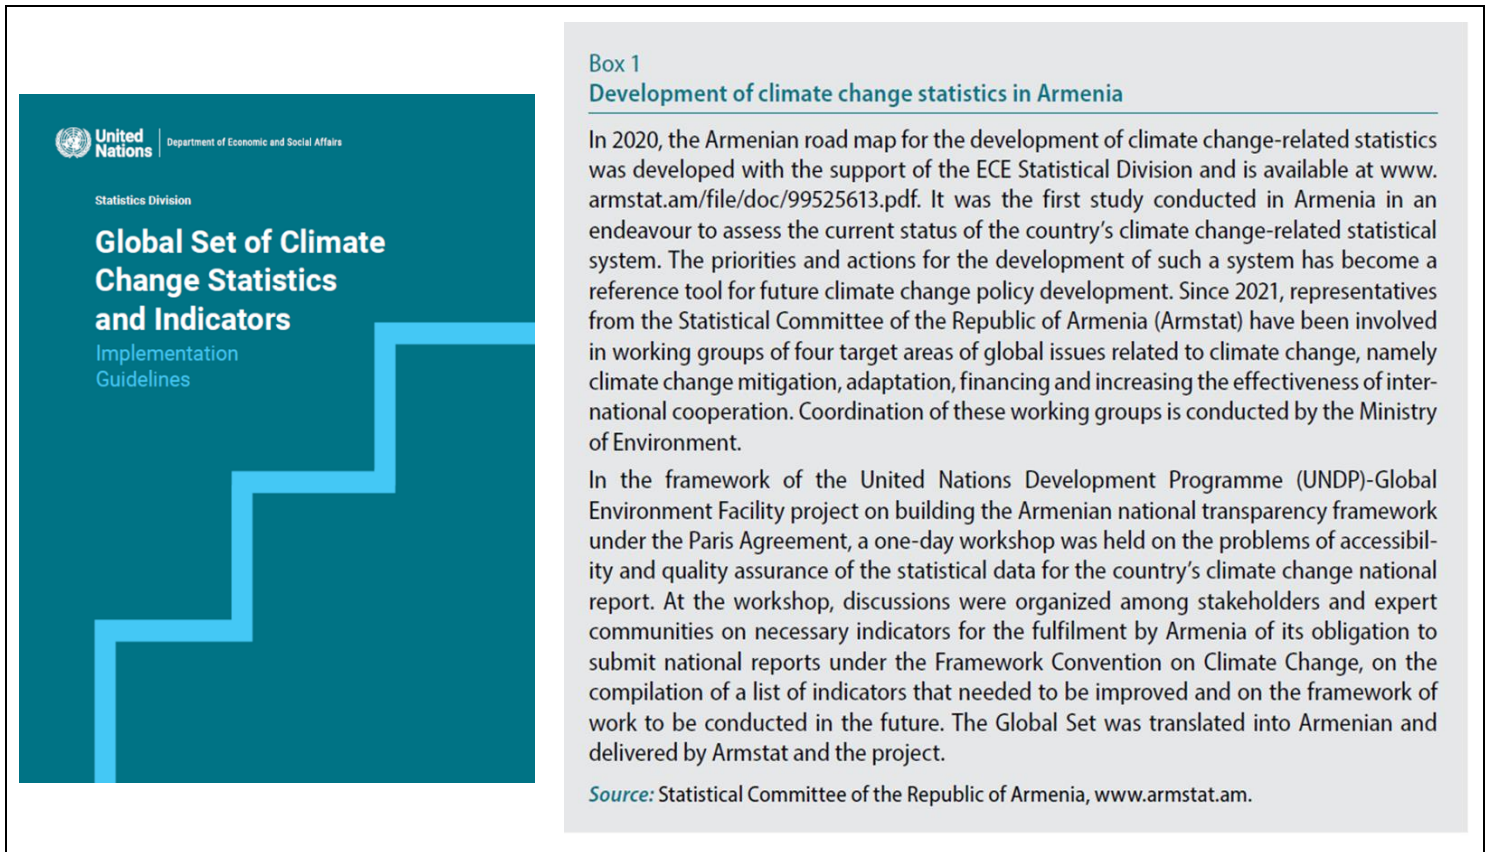 United
Nations
Department of Economic and Social Affairs
Statistics Division
Global Set of Climate
Change Statistics
and Indicators
Implementation
Guidelines
Box 1
Development of climate change statistics in Armenia
In 2020, the Armenian road map for the development of climate change-related statistics
was developed with the support of the ECE Statistical Division and is available at www.
armstat.am/file/doc/99525613.pdf. It was the first study conducted in Armenia in an
endeavour to assess the current status of the country's climate change-related statistical
system. The priorities and actions for the development of such a system has become a
reference tool for future climate change policy development. Since 2021, representatives
from the Statistical Committee of the Republic of Armenia (Armstat) have been involved
in working groups of four target areas of global issues related to climate change, namely
climate change mitigation, adaptation, financing and increasing the effectiveness of inter-
national cooperation. Coordination of these working groups is conducted by the Ministry
of Environment.
In the framework of the United Nations Development Programme (UNDP)-Global
Environment Facility project on building the Armenian national transparency framework
under the Paris Agreement, a one-day workshop was held on the problems of accessibil-
ity and quality assurance of the statistical data for the country's climate change national
report. At the workshop, discussions were organized among stakeholders and expert
communities on necessary indicators for the fulfilment by Armenia of its obligation to
submit national reports under the Framework Convention on Climate Change, on the
compilation of a list of indicators that needed to be improved and on the framework of
work to be conducted in the future. The Global Set was translated into Armenian and
delivered by Armstat and the project.
Source: Statistical Committee of the Republic of Armenia, www.armstat.am.